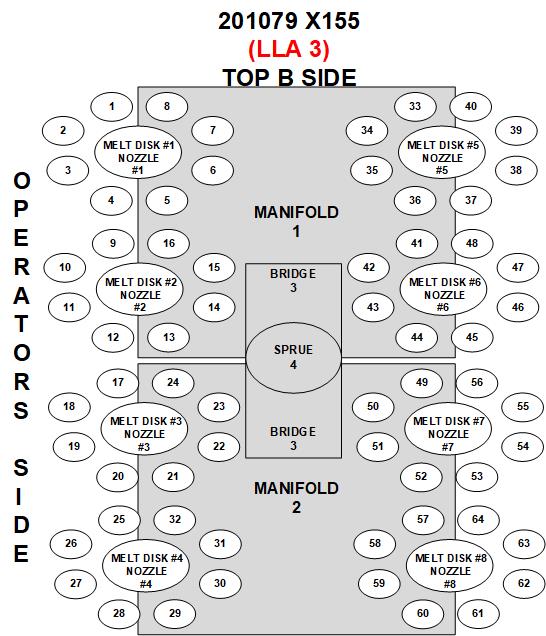 201079 X155
(LLA 3)
TOP B SIDE
1 8 33 40
2 7 34 39
MELT DISK #1 MELT DISK #5
NOZZLE NOZZLE
#1 #5
3 6 35 38
4 5 36 37
MANIFOLD
1
9 16 41 48
10 15 42 47
BRIDGE
3
MELT DISK #2 MELT DISK #6
NOZZLE NOZZLE
#2 #6
11 14 43 46
12 13 44 45
SPRUE
4
17 24 49 56
18 23 50 55
MELT DISK #3 MELT DISK #7
NOZZLE NOZZLE
#3 #7
BRIDGE
3
19 22 51 54
20 21 52 53
MANIFOLD
2
25 32 57 64
26 31 58 63
MELT DISK #4 MELT DISK #8
NOZZLE NOZZLE
#4 #8
27 30 59 62
28 29 60 61
OPERATORS SIDE